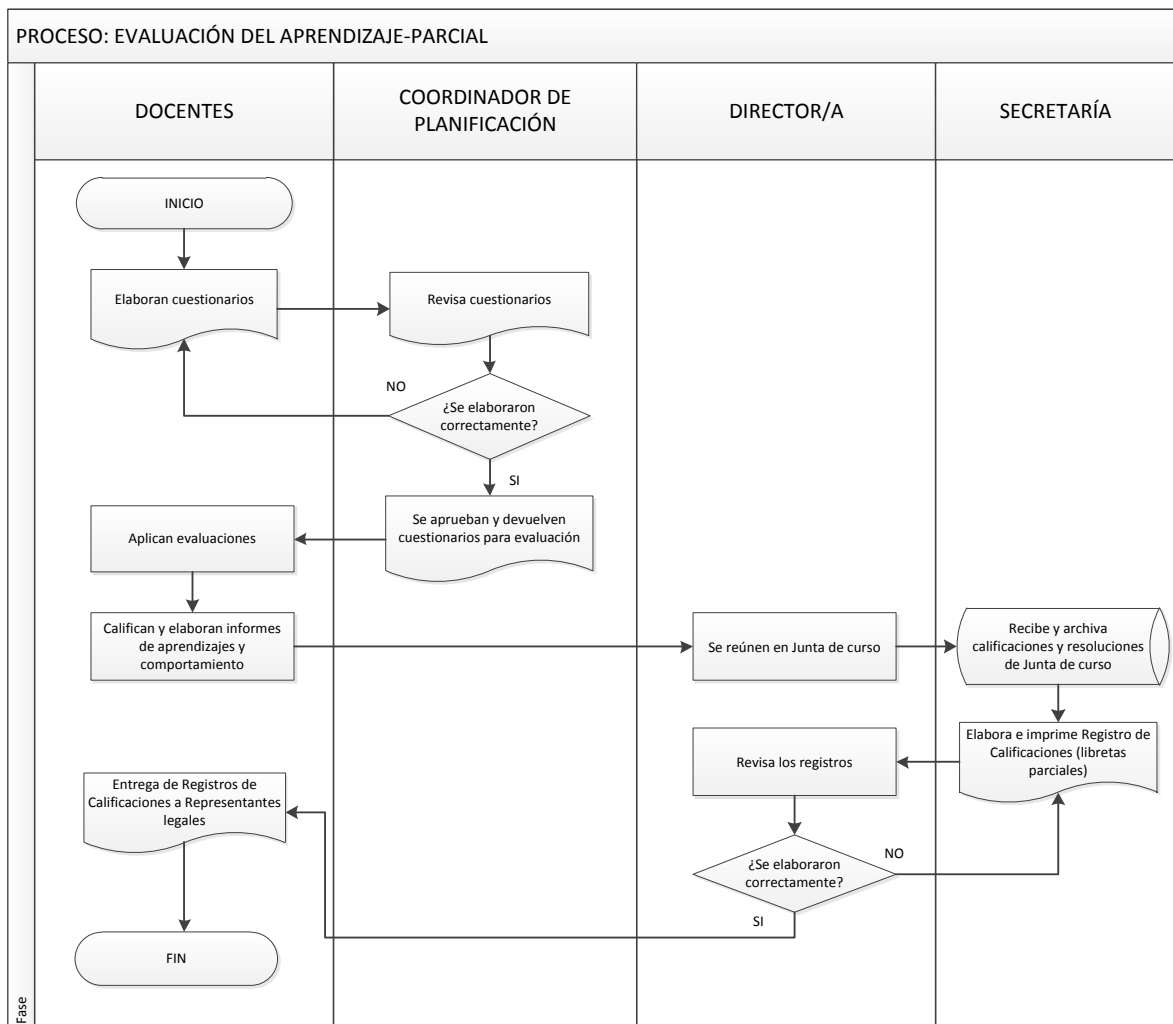 PROCESO: EVALUACIÓN DEL APRENDIZAJE-PARCIAL
DOCENTES
COORDINADOR DE
PLANIFICACIÓN
DIRECTOR/A
SECRETARÍA
INICIO
Elaboran cuestionarios
Revisa cuestionarios
NO
¿Se elaboraron
correctamente?
SI
Se aprueban y devuelven
cuestionarios para evaluación
Aplican evaluaciones
Califican y elaboran informes
de aprendizajes y
comportamiento
Se reúnen en Junta de curso
Recibe y archiva
calificaciones y resoluciones
de Junta de curso
Elabora e imprime Registro de
Calificaciones (libretas
parciales)
Revisa los registros
¿Se elaboraron
correctamente?
NO
SI
Entrega de Registros de
Calificaciones a Representantes
legales
FIN
Fase